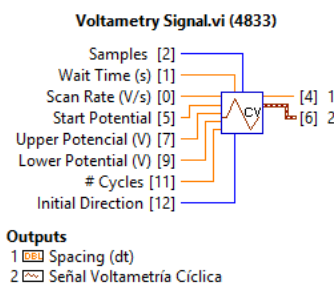 Voltametry Signal.vi (4833)
Samples [2]
Wait Time (s) [1]
Scan Rate (V/s) [0]
Start Potential [5]
Upper Potencial (V) [7]
Lower Potential (V) [9]
# Cycles [11]
Initial Direction [12]
CV
[4] 1
[6] 2
Outputs
1 DBL Spacing (dt)
2 Señal Voltametría Cíclica